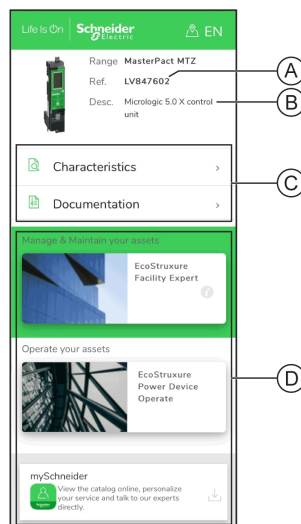 Life Is On Schneider Electric EN
Range MasterPact MTZ
Ref. LV847602 A
Desc. Micrologic 5.0 X control B
unit
Characteristics
C
Documentation
Manage & Maintain your assets
EcoStruxure
Facility Expert
Operate your assets
EcoStruxure
Power Device
Operate
D
mySchneider
View the catalog online, personalize
your service and talk to our experts
directly.